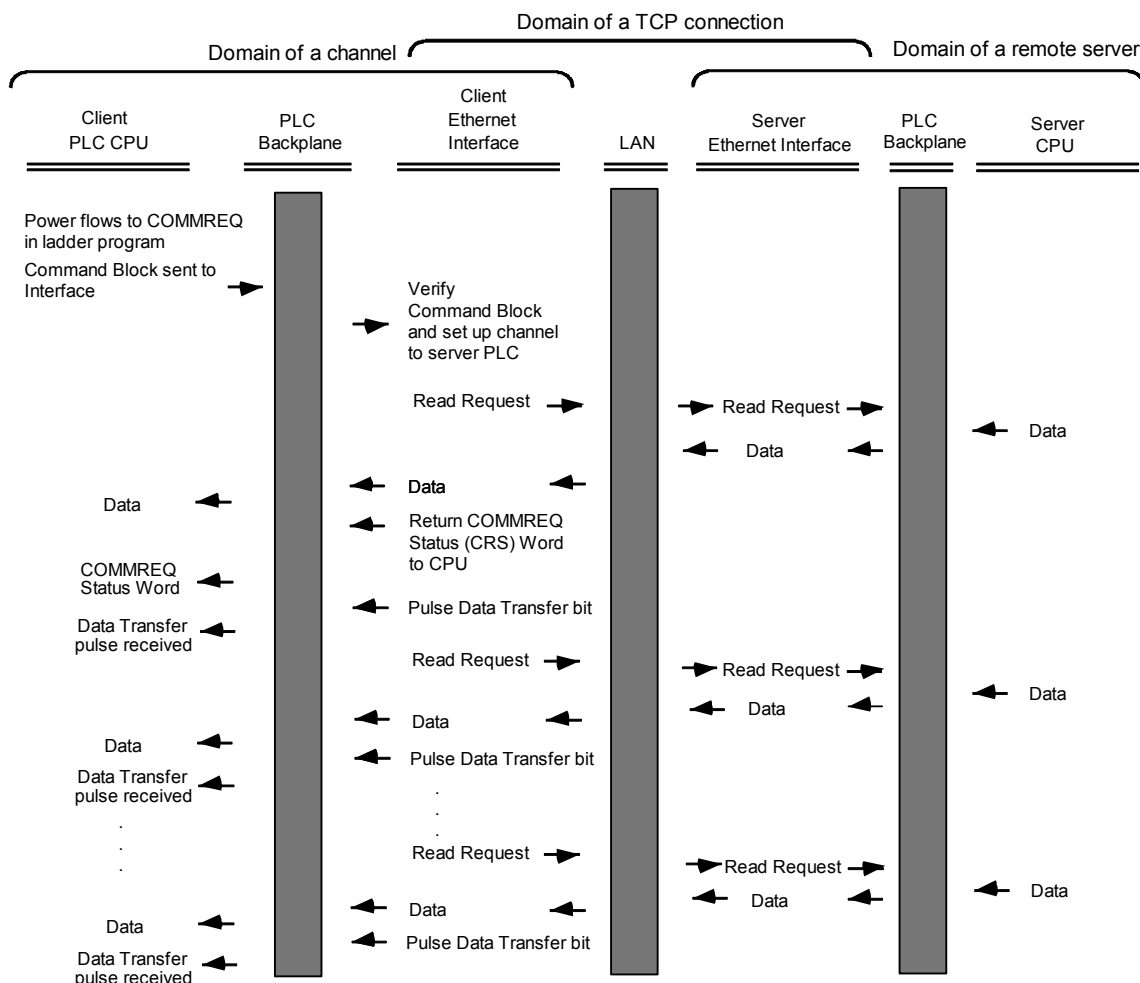 Domain of a TCP connection
Domain of a channel
Domain of a remote server
Client
PLC CPU
PLC
Backplane
Client
Ethernet
Interface
LAN
Server
Ethernet Interface
PLC
Backplane
Server
CPU
Power flows to COMMREQ
in ladder program
Command Block sent to
Interface
Verify
Command Block
and set up channel
to server PLC
Read Request
Read Request
Data
Data
Data
Data
Return COMMREQ
Status (CRS) Word
to CPU
COMMREQ
Status Word
Pulse Data Transfer bit
Data Transfer
pulse received
Read Request
Read Request
Data
Data
Data
Data
Pulse Data Transfer bit
Data Transfer
pulse received
.
.
.
.
.
.
Read Request
Read Request
Data
Data
Data
Data
Pulse Data Transfer bit
Data Transfer
pulse received